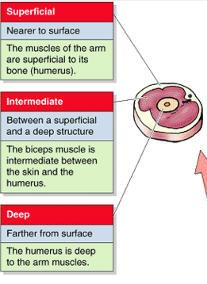 Superficial
Nearer to surface
The muscles of the arm
are superficial to its
bone (humerus).
Intermediate
Between a superficial
and a deep structure
The biceps muscle is
intermediate between
the skin and the
humerus.
Deep
Farther from surface
The humerus is deep
to the arm muscles.